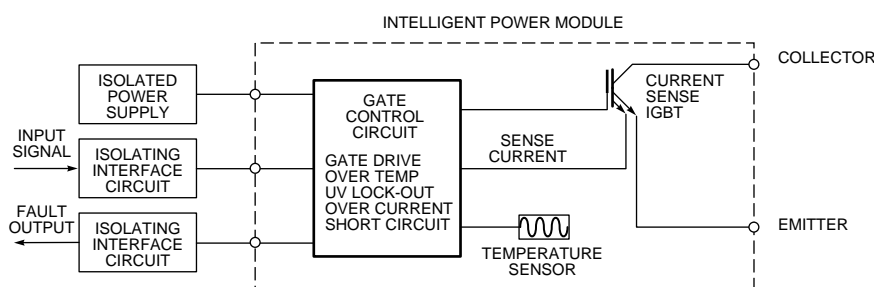 INTELLIGENT POWER MODULE
ISOLATED
POWER
SUPPLY
INPUT
SIGNAL
ISOLATING
INTERFACE
CIRCUIT
FAULT
OUTPUT
ISOLATING
INTERFACE
CIRCUIT
GATE
CONTROL
CIRCUIT
GATE DRIVE
OVER TEMP
UV LOCK-OUT
OVER CURRENT
SHORT CIRCUIT
SENSE
CURRENT
TEMPERATURE
SENSOR
CURRENT
SENSE
IGBT
COLLECTOR
EMITTER